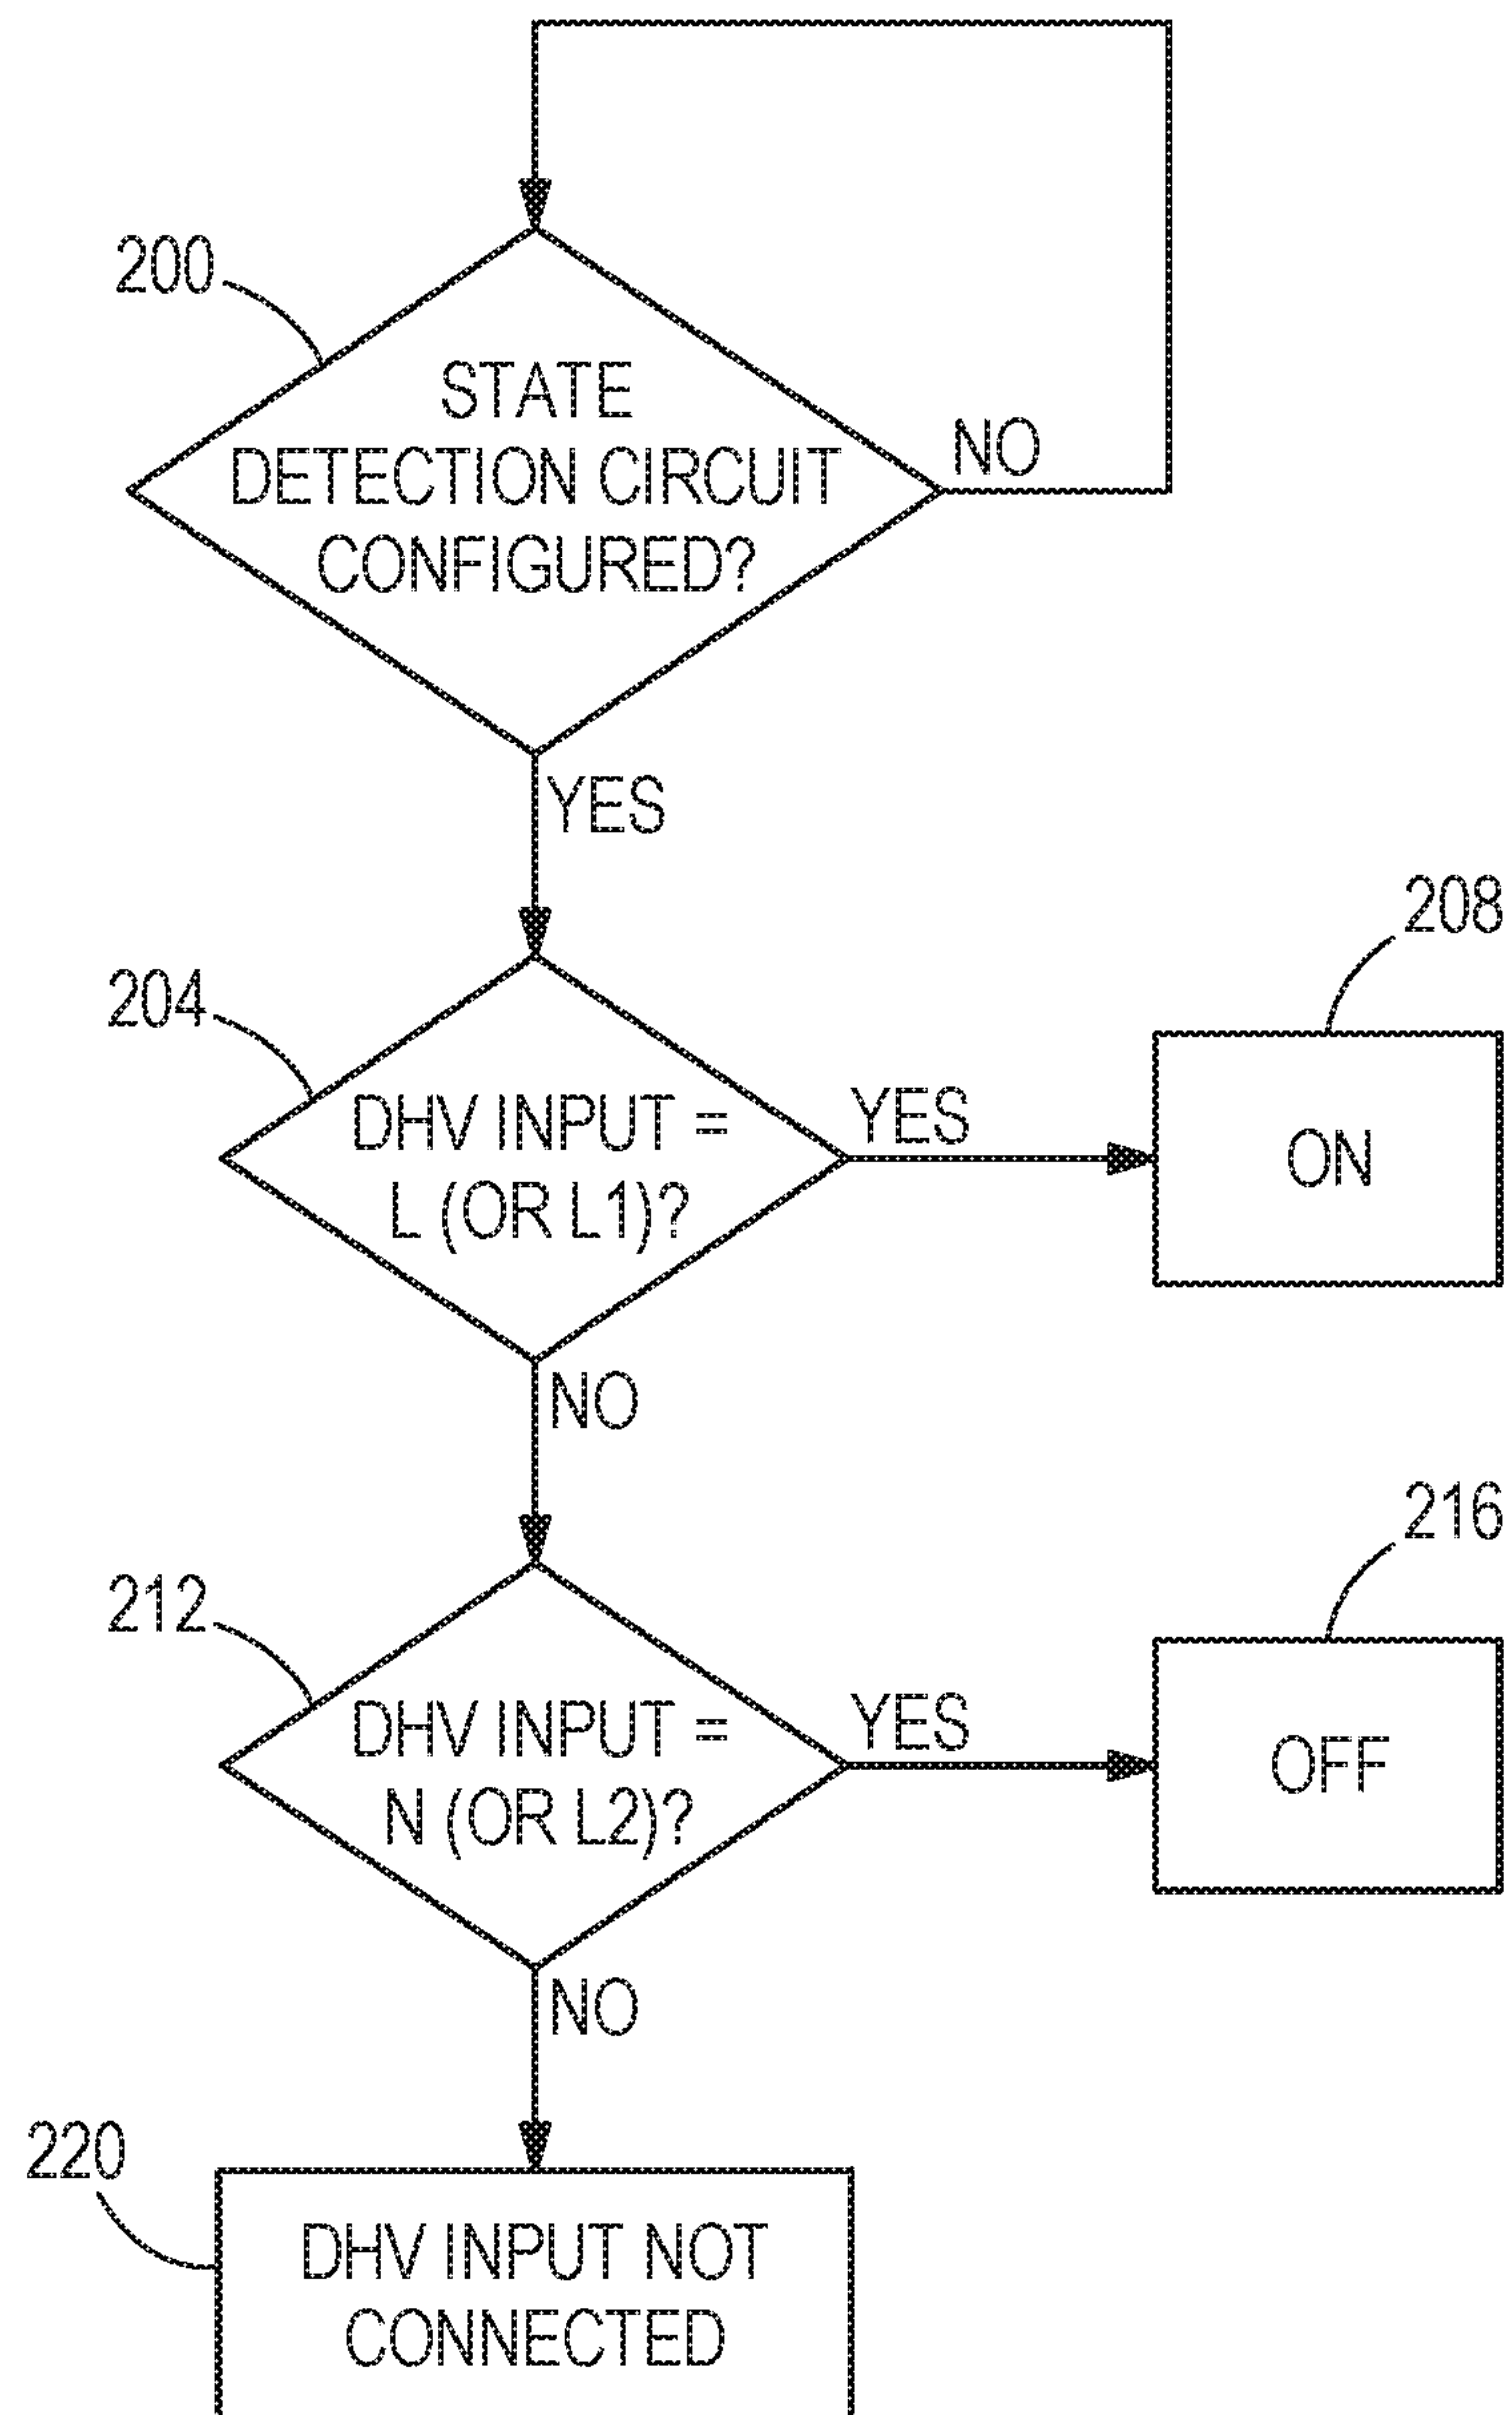 200
STATE
DETECTION CIRCUIT
CONFIGURED?
NO
YES
204
DHV INPUT =
L (OR L1)?
YES
208
ON
NO
212
DHV INPUT =
N (OR L2)?
YES
216
OFF
NO
220
DHV INPUT NOT
CONNECTED